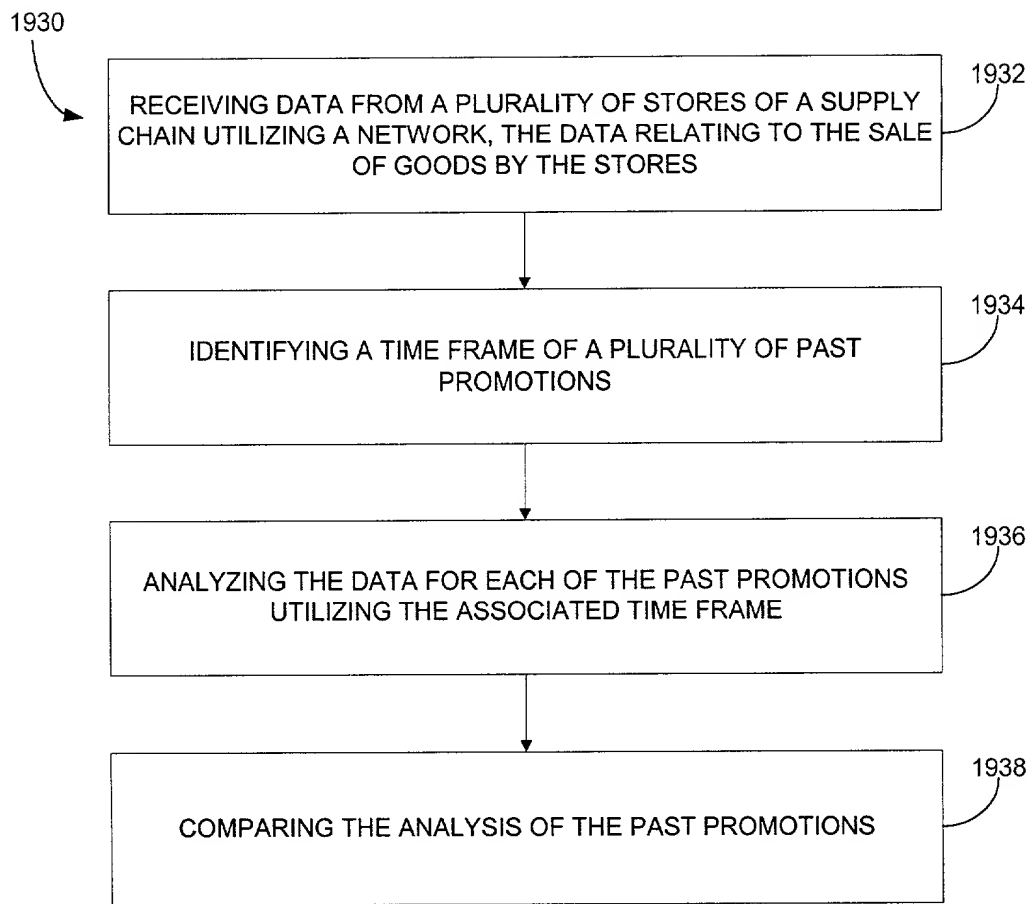 1930
1932
RECEIVING DATA FROM A PLURALITY OF STORES OF A SUPPLY
CHAIN UTILIZING A NETWORK, THE DATA RELATING TO THE SALE
OF GOODS BY THE STORES
1934
IDENTIFYING A TIME FRAME OF A PLURALITY OF PAST
PROMOTIONS
1936
ANALYZING THE DATA FOR EACH OF THE PAST PROMOTIONS
UTILIZING THE ASSOCIATED TIME FRAME
1938
COMPARING THE ANALYSIS OF THE PAST PROMOTIONS